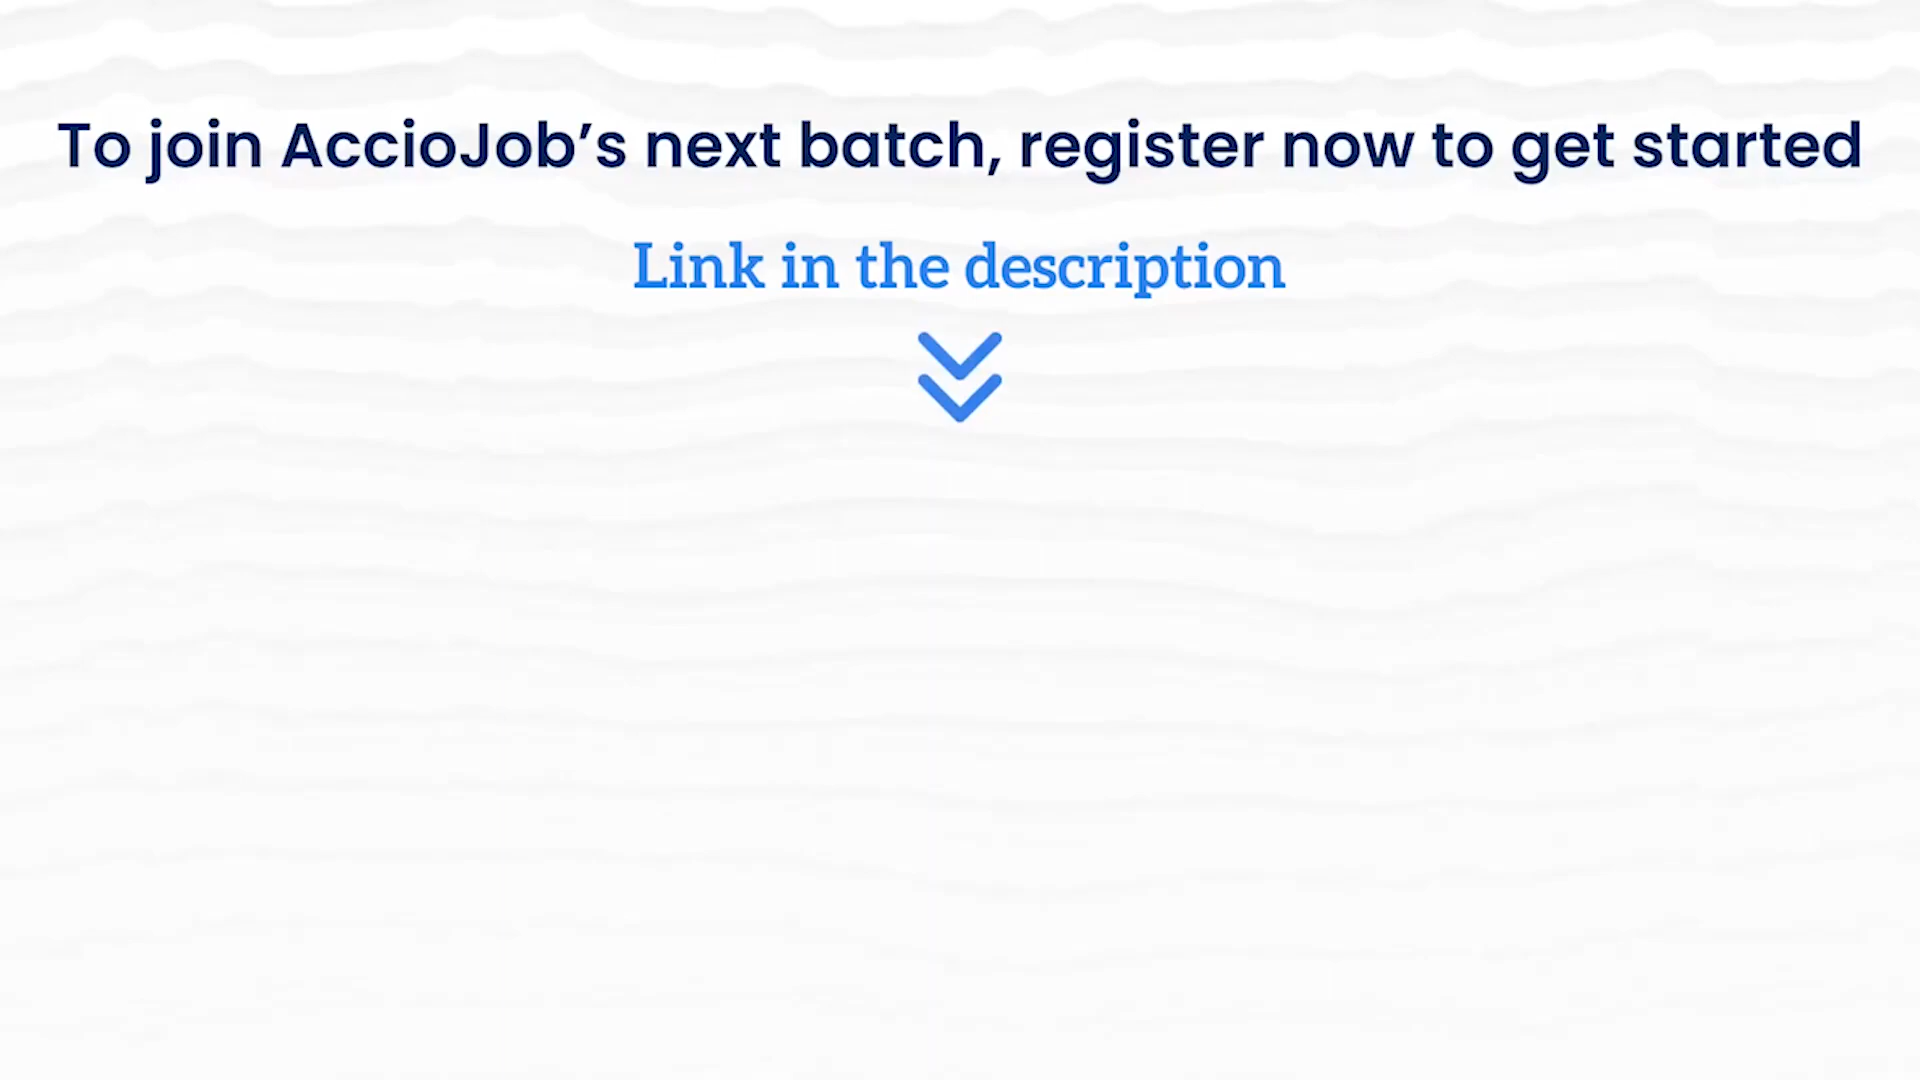 To join AccioJob’s next batch, register now to get started
Link in the description